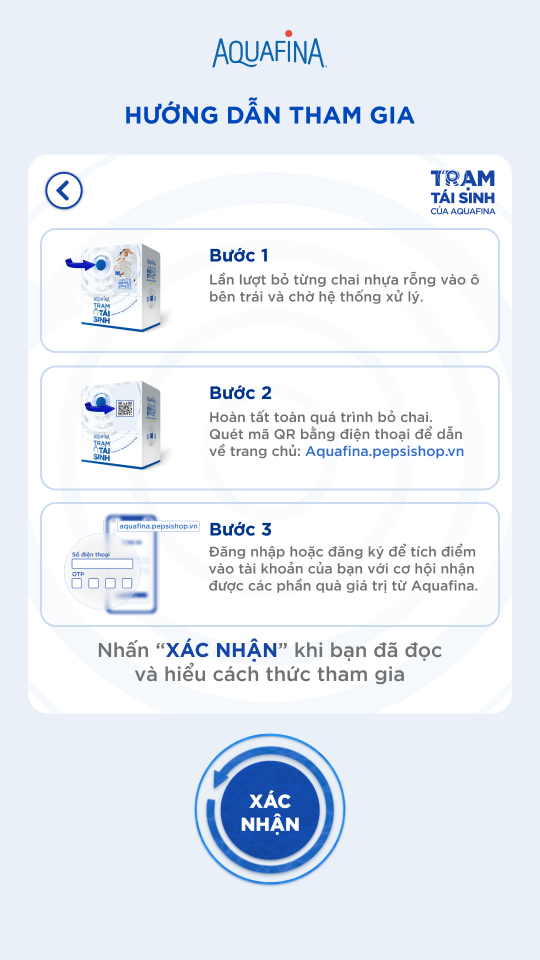 AQUAFINA
HƯỚNG DẪN THAM GIA
TRẠM
TÁI SINH
CỦA AQUAFINA
Bước 1
Lần lượt bỏ từng chai nhựa rỗng vào ô
bên trái và chờ hệ thống xử lý.
AQUAFINA
TRẠM
TÁI
SINH
Bước 2
Hoàn tất toàn quá trình bỏ chai.
Quét mã QR bằng điện thoại để dẫn
về trang chủ: Aquafina.pepsishop.vn
AQUAFINA
TRẠM
TÁI
SINH
aquafina.pepsishop.vn
Số điện thoại
OTP
Bước 3
Đăng nhập hoặc đăng ký để tích điểm
vào tài khoản của bạn với cơ hội nhận
được các phần quà giá trị từ Aquafina.
Nhấn “XÁC NHẬN” khi bạn đã đọc
và hiểu cách thức tham gia
XÁC
NHẬN